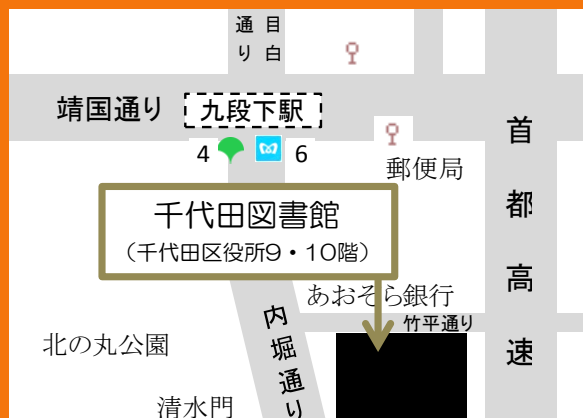 目白通り
靖国通り
九段下駅
4
6
郵便局
首都高速
千代田図書館
（千代田区役所9・10階）
あおぞら銀行
竹平通り
内堀通り
北の丸公園
清水門